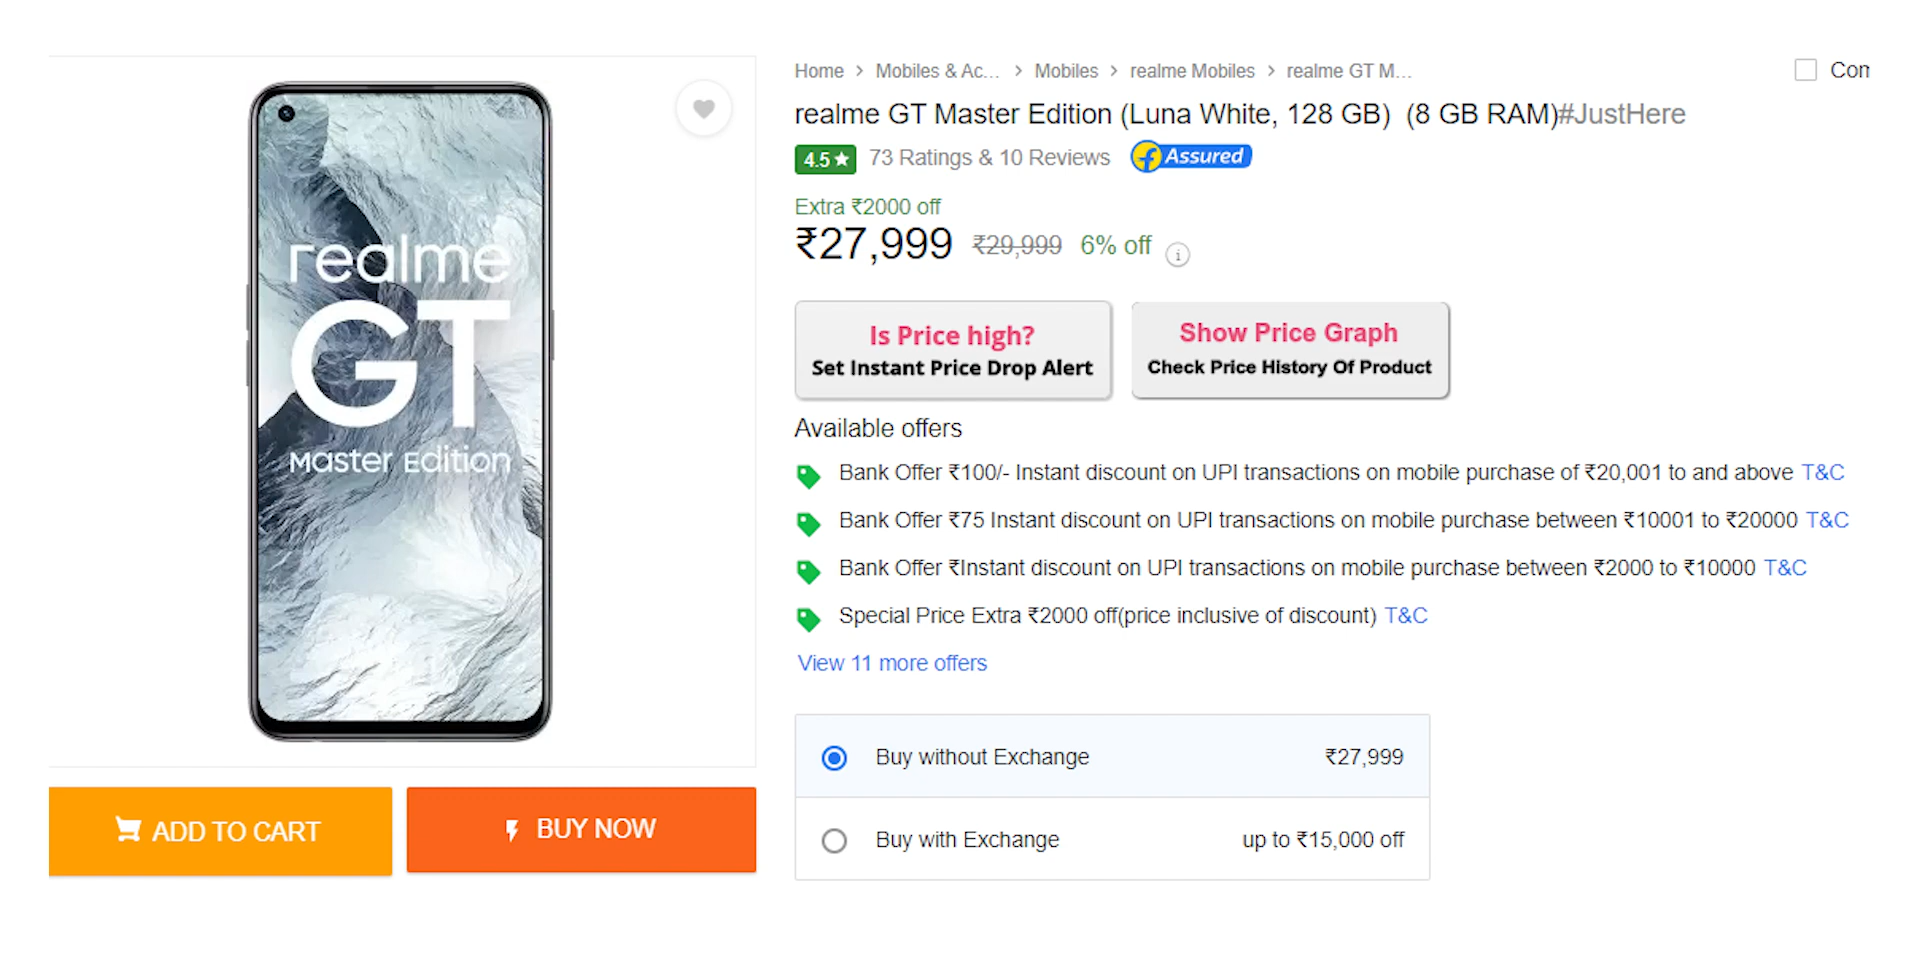 Home > Mobiles & Ac... > Mobiles > realme Mobiles > realme GT M...
realme GT Master Edition (Luna White, 128 GB) (8 GB RAM)#JustHere
4.5★ 73 Ratings & 10 Reviews Assured
Extra ₹2000 off
₹27,999 ₹29,999 6% off i
Is Price high?
Set Instant Price Drop Alert
Show Price Graph
Check Price History Of Product
Available offers
Bank Offer ₹100/- Instant discount on UPI transactions on mobile purchase of ₹20,001 to and above T&C
Bank Offer ₹75 Instant discount on UPI transactions on mobile purchase between ₹10001 to ₹20000 T&C
Bank Offer ₹Instant discount on UPI transactions on mobile purchase between ₹2000 to ₹10000 T&C
Special Price Extra ₹2000 off(price inclusive of discount) T&C
View 11 more offers
Buy without Exchange ₹27,999
Buy with Exchange up to ₹15,000 off
realme
GT
Master Edition
ADD TO CART
BUY NOW